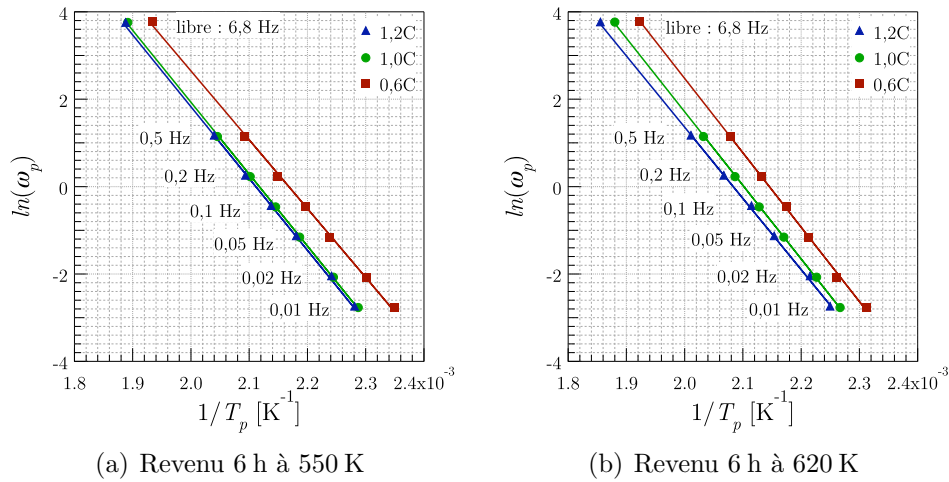 4
2
0
-2
-4
ln(ω_p)
libre : 6,8 Hz
0,5 Hz
0,2 Hz
0,1 Hz
0,05 Hz
0,02 Hz
0,01 Hz
1,2C
1,0C
0,6C
1.8 1.9 2.0 2.1 2.2 2.3 2.4x10⁻³
1/T_p [K⁻¹]
(a) Revenu 6 h à 550 K
4
2
0
-2
-4
ln(ω_p)
libre : 6,8 Hz
0,5 Hz
0,2 Hz
0,1 Hz
0,05 Hz
0,02 Hz
0,01 Hz
1,2C
1,0C
0,6C
1.8 1.9 2.0 2.1 2.2 2.3 2.4x10⁻³
1/T_p [K⁻¹]
(b) Revenu 6 h à 620 K